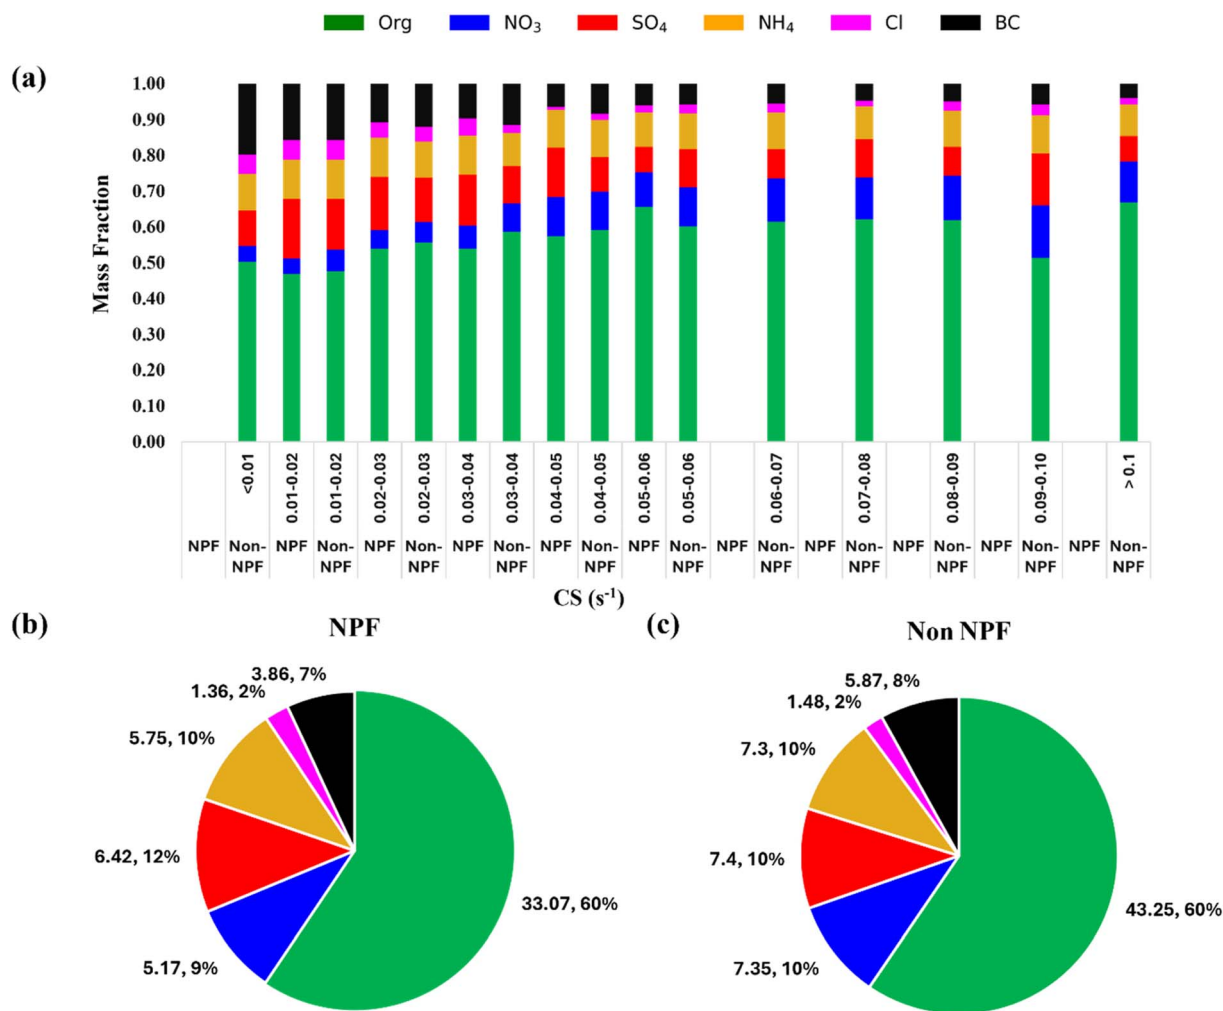 Org NO₃ SO₄ NH₄ Cl BC
(a)
Mass Fraction
1.00
0.90
0.80
0.70
0.60
0.50
0.40
0.30
0.20
0.10
0.00
<0.01 0.01-0.02 0.01-0.02 0.02-0.03 0.02-0.03 0.03-0.04 0.03-0.04 0.04-0.05 0.04-0.05 0.05-0.06 0.05-0.06 0.06-0.07 0.07-0.08 0.08-0.09 0.09-0.10 > 0.1
NPF Non- NPF Non- NPF Non- NPF Non- NPF Non- NPF Non- NPF Non- NPF Non- NPF Non- NPF Non- NPF Non-
NPF NPF NPF NPF NPF NPF NPF NPF NPF NPF NPF
CS (s⁻¹)
(b)
NPF
3.86, 7%
1.36, 2%
5.75, 10%
6.42, 12%
5.17, 9%
33.07, 60%
(c)
Non NPF
5.87, 8%
1.48, 2%
7.3, 10%
7.4, 10%
7.35, 10%
43.25, 60%